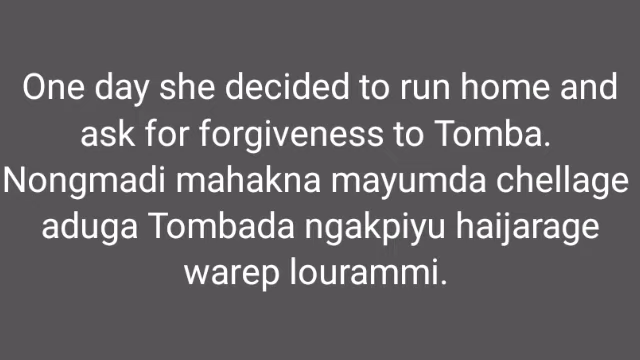 One day she decided to run home and
ask for forgiveness to Tomba.
Nongmadi mahakna mayumda chellage
aduga Tombada ngakpiyu haijarage
warep lourammi.